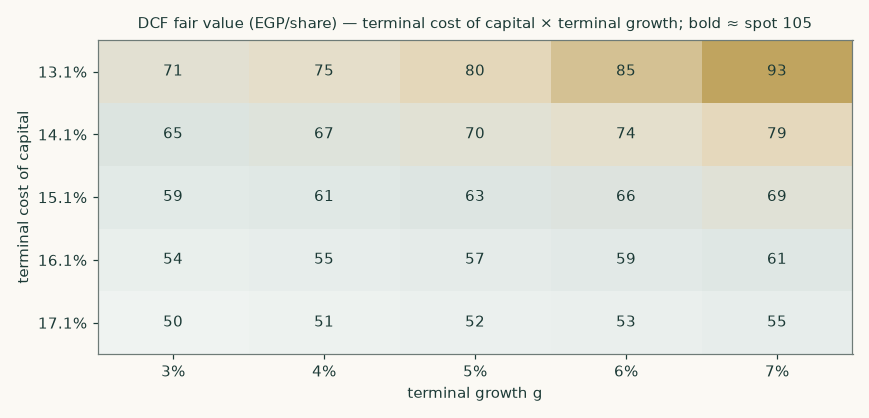 DCF fair value (EGP/share) — terminal cost of capital × terminal growth; bold ≈ spot 105
terminal cost of capital
13.1% 71 75 80 85 93
14.1% 65 67 70 74 79
15.1% 59 61 63 66 69
16.1% 54 55 57 59 61
17.1% 50 51 52 53 55
3% 4% 5% 6% 7%
terminal growth g